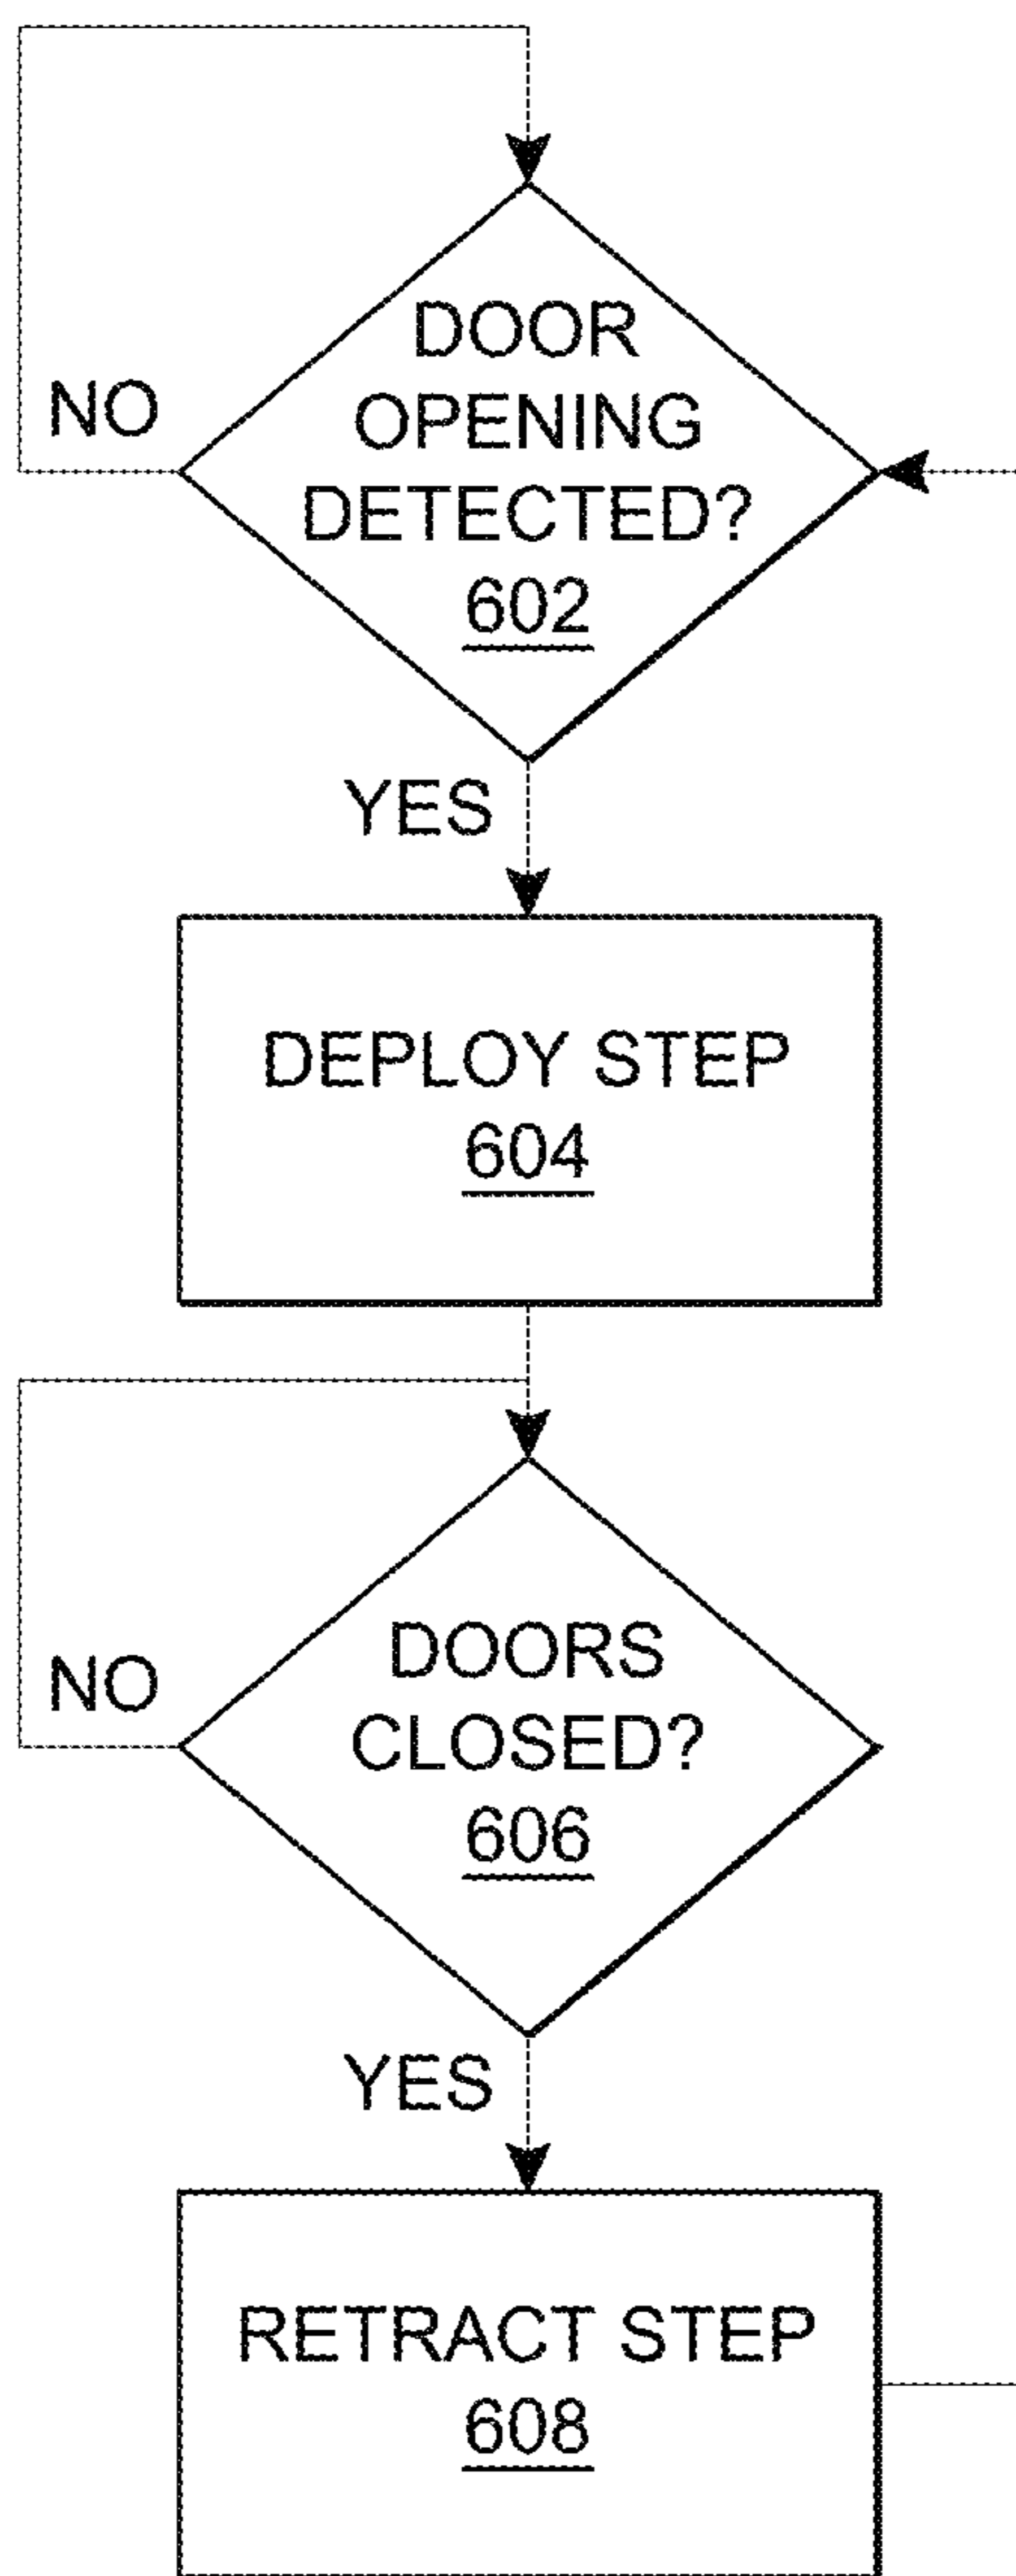 DOOR
OPENING
DETECTED?
602
NO
YES
DEPLOY STEP
604
DOORS
CLOSED?
606
NO
YES
RETRACT STEP
608